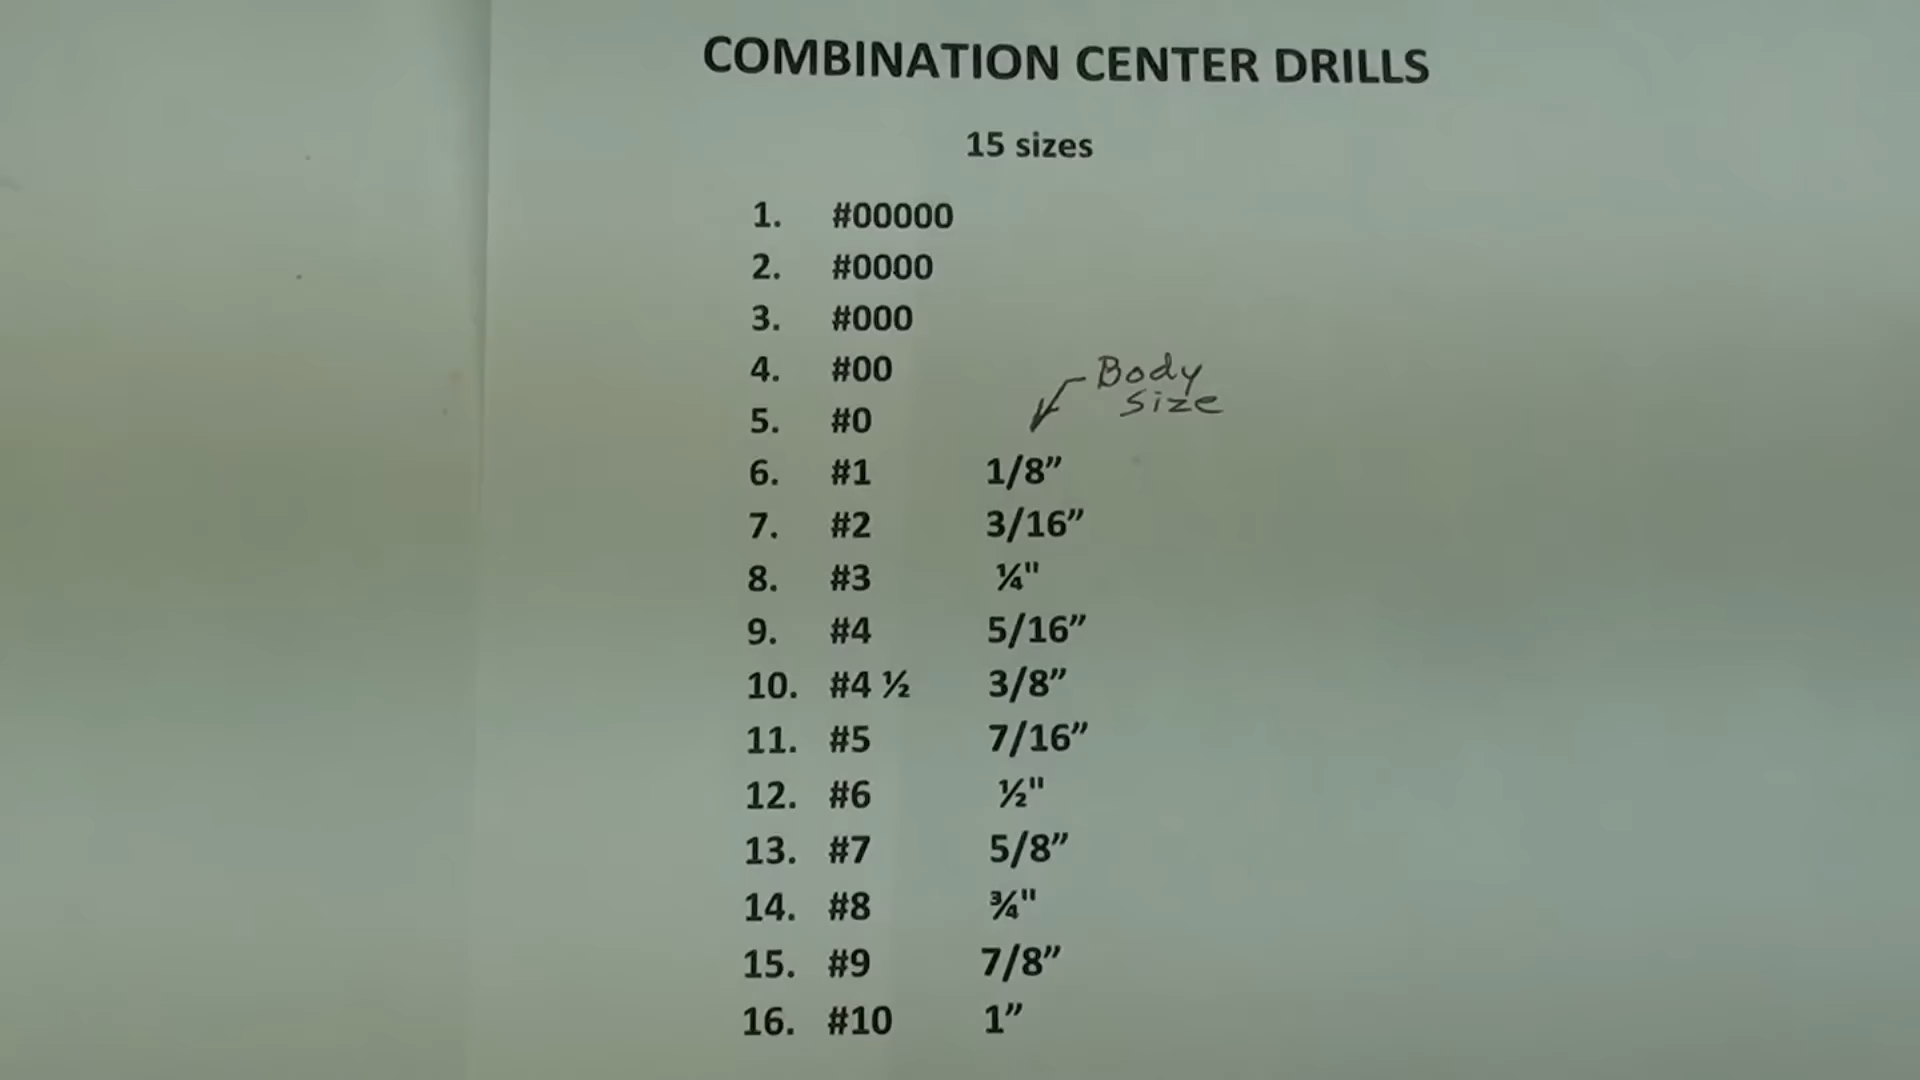 COMBINATION CENTER DRILLS
15 sizes
1. #00000
2. #0000
3. #000
4. #00
Body
Size
5. #0
6. #1 1/8”
7. #2 3/16”
8. #3 ¼"
9. #4 5/16”
10. #4 ½ 3/8”
11. #5 7/16”
12. #6 ½"
13. #7 5/8”
14. #8 ¾"
15. #9 7/8”
16. #10 1”